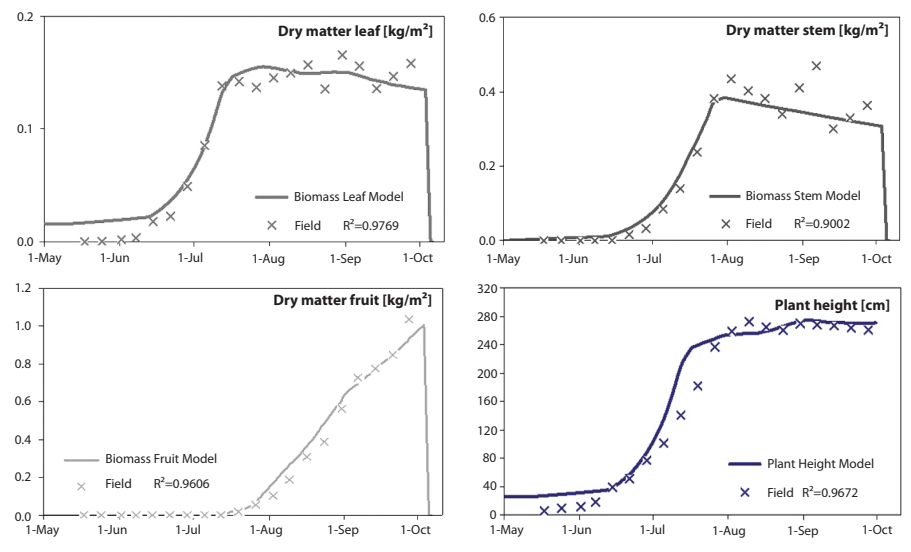 Dry matter leaf [kg/m²]
0.2
0.1
0.0
Biomass Leaf Model
Field R²=0.9769
1-May 1-Jun 1-Jul 1-Aug 1-Sep 1-Oct
Dry matter stem [kg/m²]
0.6
0.4
0.2
0.0
Biomass Stem Model
Field R²=0.9002
1-May 1-Jun 1-Jul 1-Aug 1-Sep 1-Oct
Dry matter fruit [kg/m²]
1.2
1.0
0.8
0.6
0.4
0.2
0.0
Biomass Fruit Model
Field R²=0.9606
1-May 1-Jun 1-Jul 1-Aug 1-Sep 1-Oct
Plant height [cm]
320
280
240
200
160
120
80
40
0
Plant Height Model
Field R²=0.9672
1-May 1-Jun 1-Jul 1-Aug 1-Sep 1-Oct